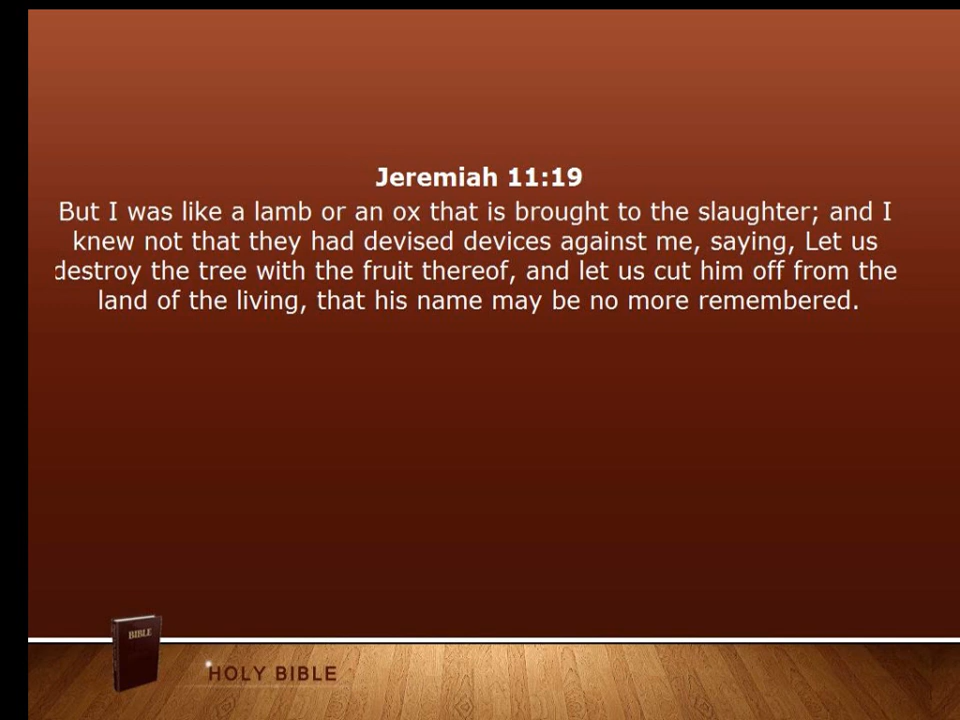 Jeremiah 11:19
But I was like a lamb or an ox that is brought to the slaughter; and I
knew not that they had devised devices against me, saying, Let us
destroy the tree with the fruit thereof, and let us cut him off from the
land of the living, that his name may be no more remembered.
BIBLE
HOLY BIBLE